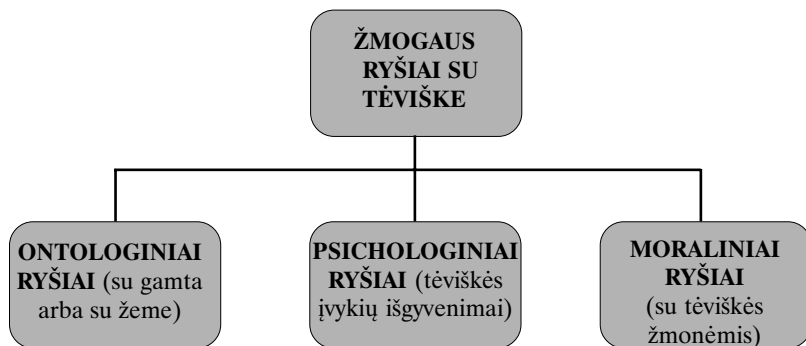 ŽMOGAUS
RYŠIAI SU
TĖVIŠKE
ONTOLOGINIAI
RYŠIAI (su gamta
arba su žeme)
PSICHOLOGINIAI
RYŠIAI (tėviškės
įvykių išgyvenimai)
MORALINIAI
RYŠIAI
(su tėviškės
žmonėmis)